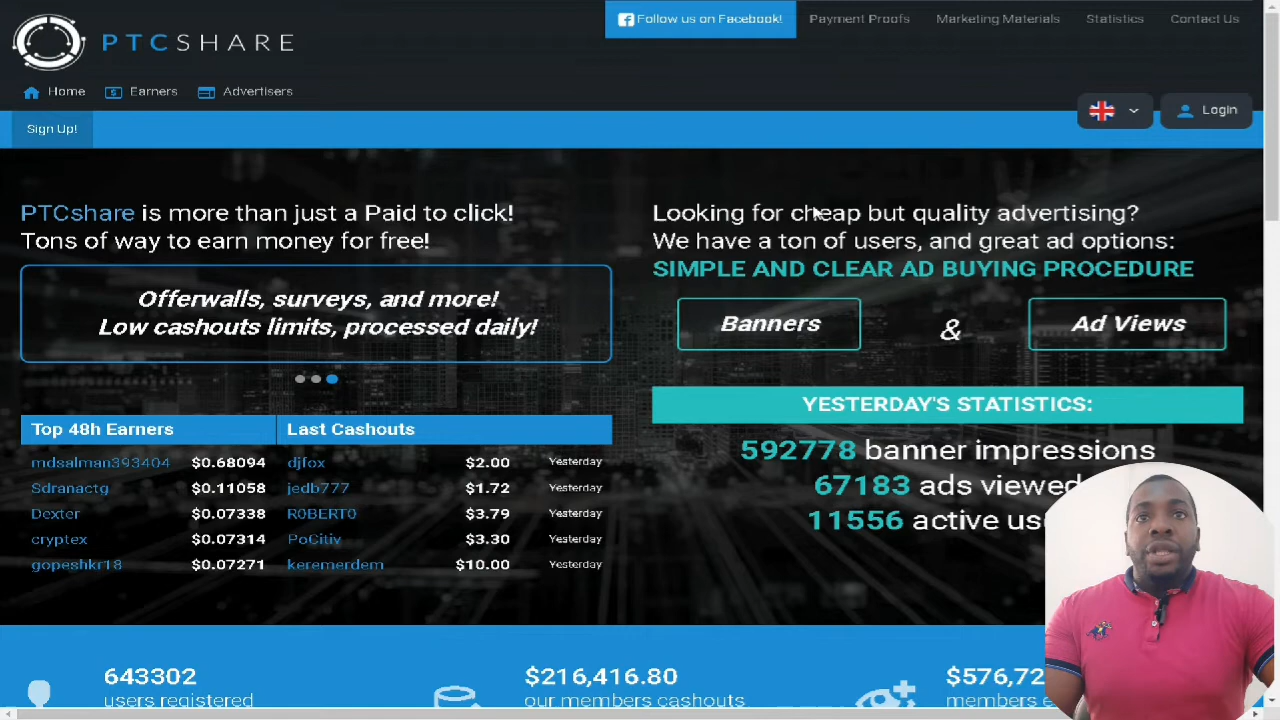 Follow us on Facebook!
Payment Proofs
Marketing Materials
Statistics
Contact Us
PTCSHARE
Home
Earners
Advertisers
Login
Sign Up!
PTCshare is more than just a Paid to click!
Tons of way to earn money for free!
Offerwalls, surveys, and more!
Low cashouts limits, processed daily!
Top 48h Earners
Last Cashouts
mdsalman393404 $0.68094 djfox $2.00 Yesterday
Sdranactg $0.11058 jedb777 $1.72 Yesterday
Dexter $0.07338 R0BERT0 $3.79 Yesterday
cryptex $0.07314 PoCitiv $3.30 Yesterday
gopeshkr18 $0.07271 keremerdem $10.00 Yesterday
Looking for cheap but quality advertising?
We have a ton of users, and great ad options:
SIMPLE AND CLEAR AD BUYING PROCEDURE
Banners & Ad Views
YESTERDAY'S STATISTICS:
592778 banner impressions
67183 ads viewed
11556 active
643302
users registered
$216,416.80
our members cashouts
$576,72
members